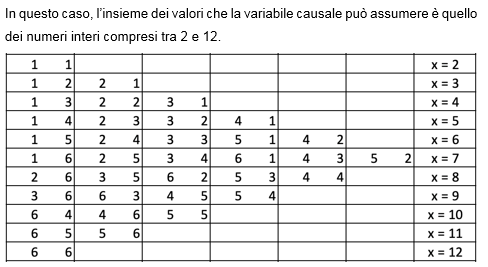 In questo caso, l’insieme dei valori che la variabile causale può assumere è quello
dei numeri interi compresi tra 2 e 12.
1 1 x = 2
1 2 2 1 x = 3
1 3 2 2 3 1 x = 4
1 4 2 3 3 2 4 1 x = 5
1 5 2 4 3 3 5 1 4 2 x = 6
1 6 2 5 3 4 6 1 4 3 5 2 x = 7
2 6 3 5 6 2 5 3 4 4 x = 8
3 6 6 3 4 5 5 4 x = 9
6 4 4 6 5 5 x = 10
6 5 5 6 x = 11
6 6 x = 12